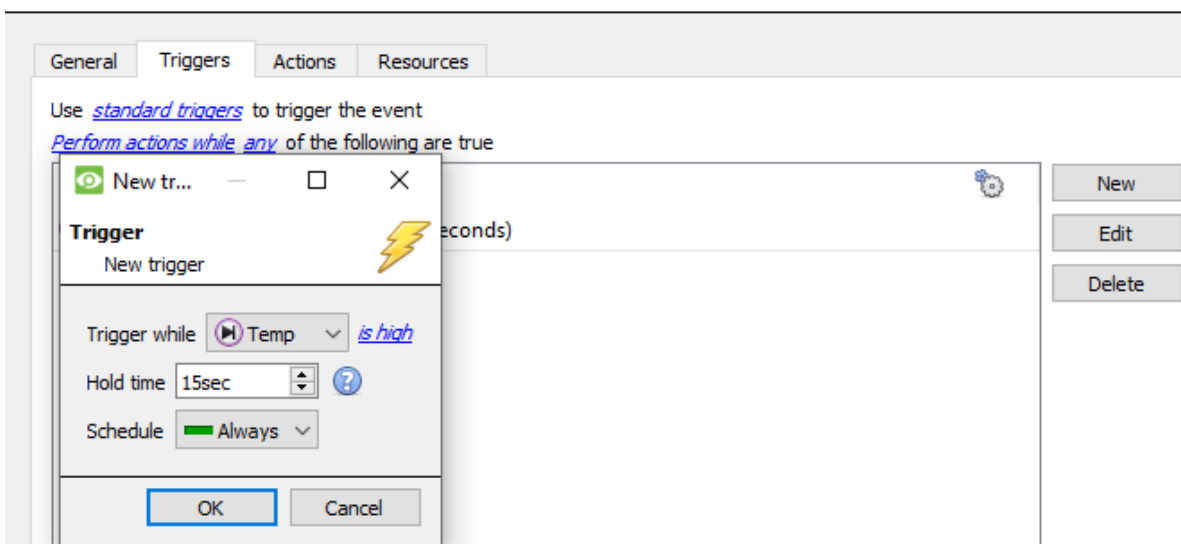 General Triggers Actions Resources
Use standard triggers to trigger the event
Perform actions while any of the following are true
New tr...
New
Trigger
econds)
Edit
New trigger
Delete
Trigger while Temp is high
Hold time 15sec
Schedule Always
OK Cancel